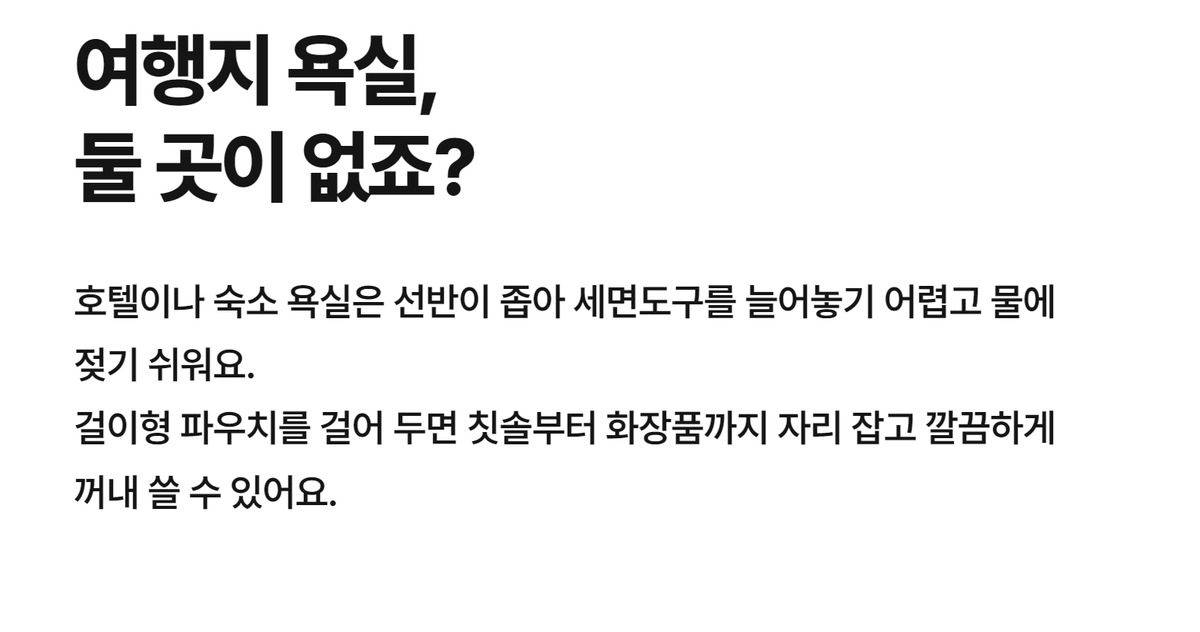 여행지 욕실,
둘 곳이 없죠?
호텔이나 숙소 욕실은 선반이 좁아 세면도구를 늘어놓기 어렵고 물에
젖기 쉬워요.
걸이형 파우치를 걸어 두면 칫솔부터 화장품까지 자리 잡고 깔끔하게
꺼내 쓸 수 있어요.